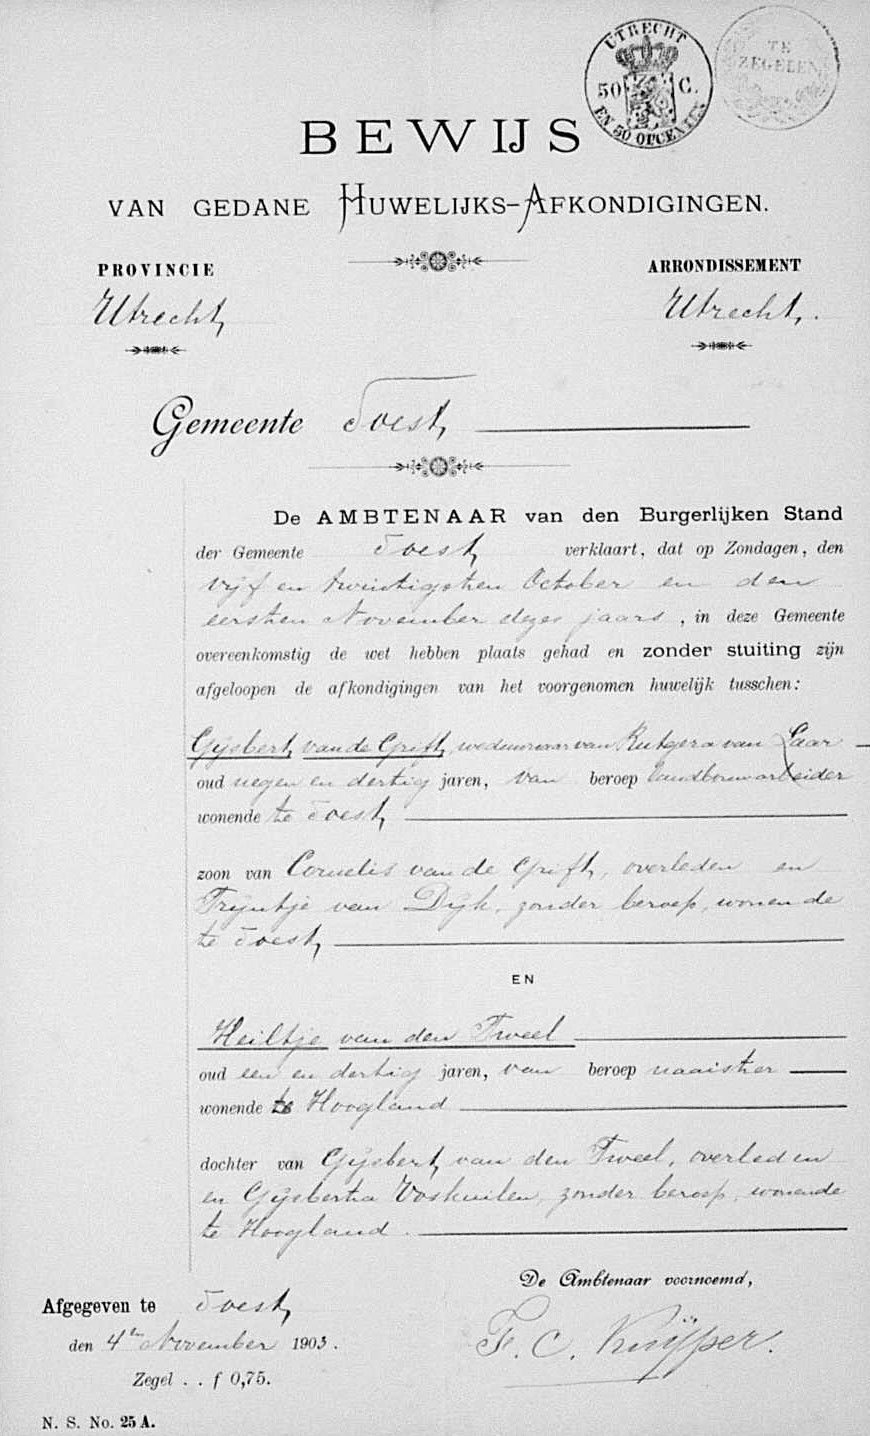 UTRECHT
50 C.
EN 50 OPCENTEN
TE
ZEGELEN
BEWIJS
VAN GEDANE HUWELIJKS-AFKONDIGINGEN.
PROVINCIE
Utrecht
ARRONDISSEMENT
Utrecht.
Gemeente Soest
De AMBTENAAR van den Burgerlijken Stand
der Gemeente Soest verklaart, dat op Zondagen, den
vijf en twintigsten October en den
eersten November dezes jaars, in deze Gemeente
overeenkomstig de wet hebben plaats gehad en zonder stuiting zijn
afgeloopen de afkondigingen van het voorgenomen huwelijk tusschen:
Gijsbert van de Grift, weduwnaar van Rutgera van Laar
oud negen en dertig jaren, van beroep landbouwarbeider
wonende te Soest
zoon van Cornelis van de Grift, overleden en
Trijntje van Dijk, zonder beroep, wonende
te Soest
EN
Heiltje van den Tweel
oud een en dertig jaren, van beroep naaister
wonende te Hoogland
dochter van Gijsbert van den Tweel, overleden
en Gijsbertha Voskuilen, zonder beroep, wonende
te Hoogland.
De Ambtenaar voornoemd,
Afgegeven te Soest
den 4en November 1903.
F. C. Kuijper.
Zegel . . f 0,75.
N. S. No. 25 A.